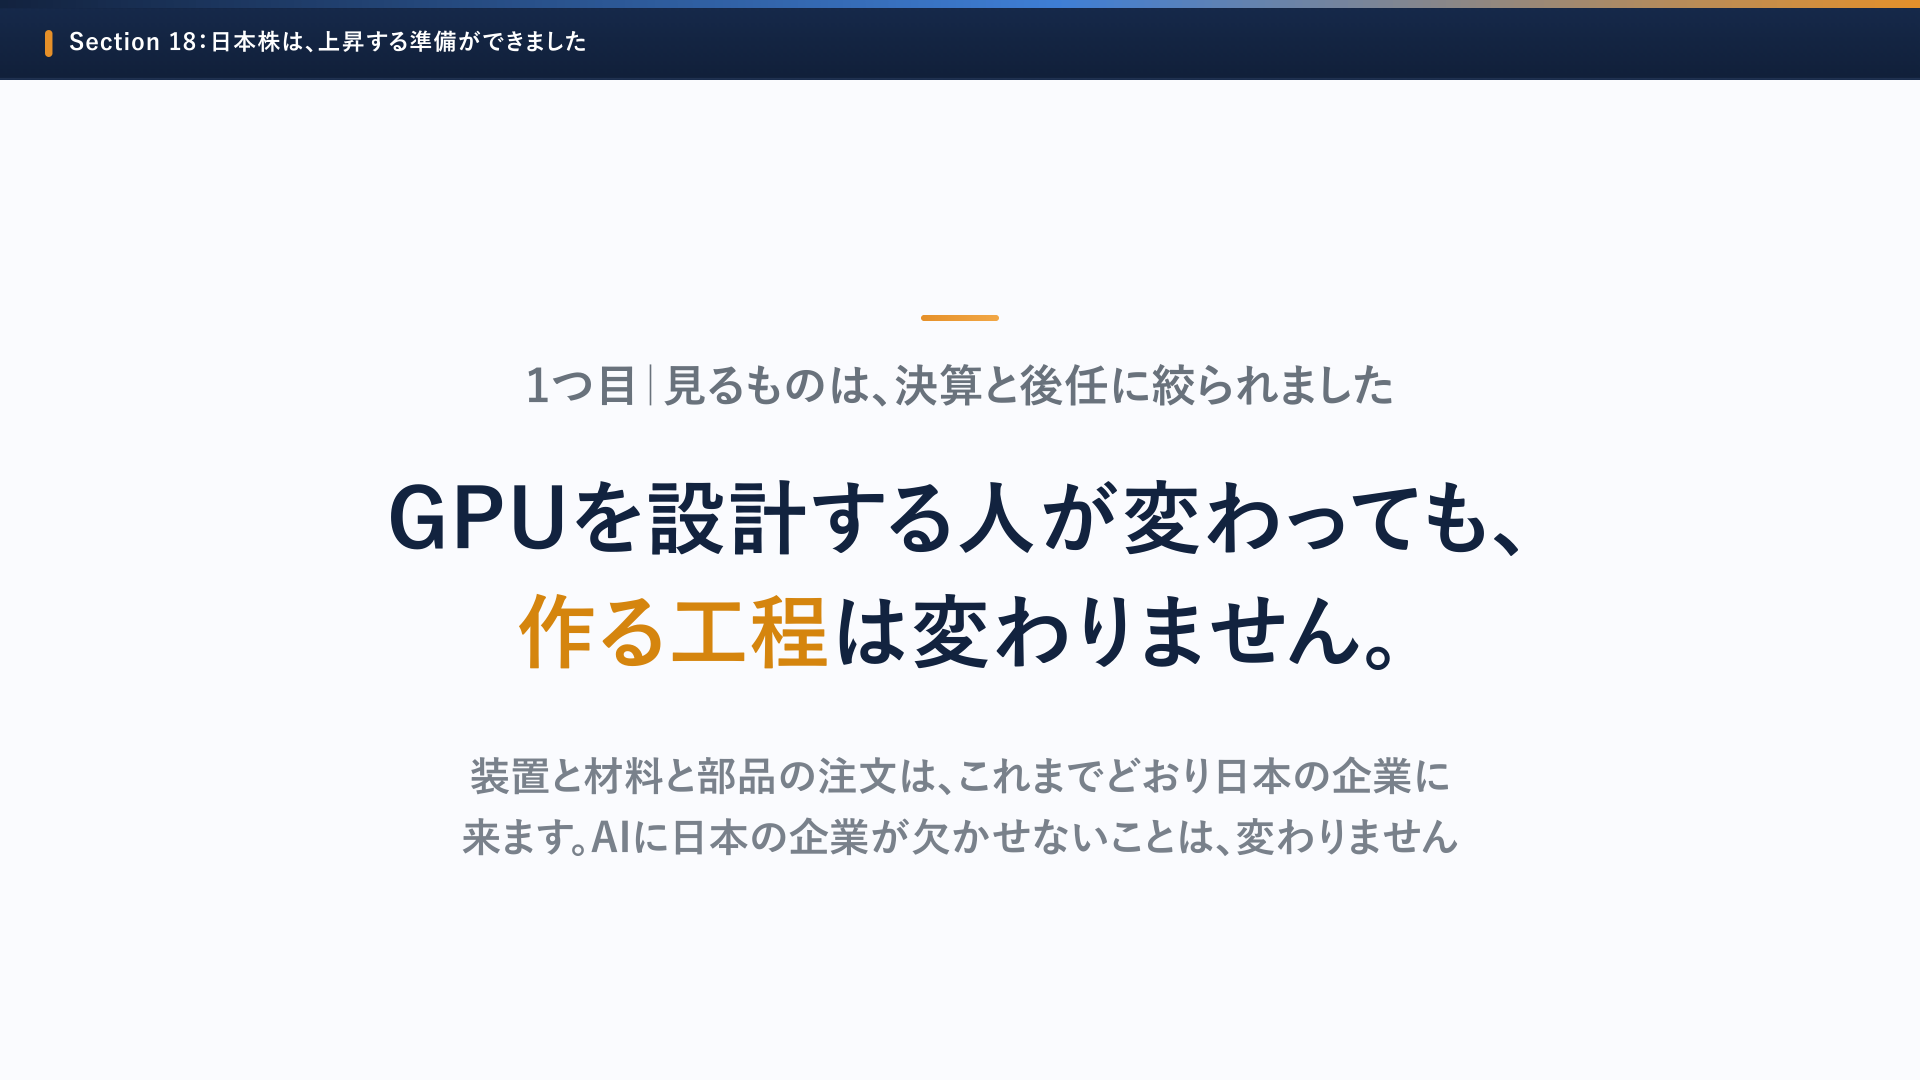 Section 18：日本株は、上昇する準備ができました
1つ目｜見るものは、決算と後任に絞られました
GPUを設計する人が変わっても、
作る工程は変わりません。
装置と材料と部品の注文は、これまでどおり日本の企業に
来ます。AIに日本の企業が欠かせないことは、変わりません